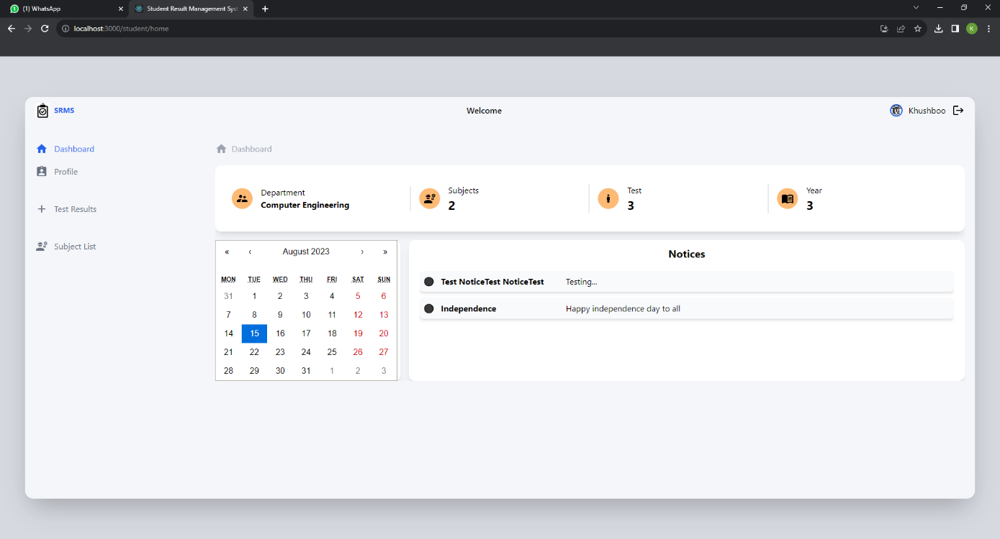 (1) WhatsApp
Student Result Management Syst
localhost:3000/student/home
K
SRMS
Welcome
Khushboo
Dashboard
Profile
Test Results
Subject List
Dashboard
Department
Computer Engineering
Subjects
2
Test
3
Year
3
« ‹ August 2023 › »
MON TUE WED THU FRI SAT SUN
31 1 2 3 4 5 6
7 8 9 10 11 12 13
14 15 16 17 18 19 20
21 22 23 24 25 26 27
28 29 30 31 1 2 3
Notices
Test NoticeTest NoticeTest Testing...
Independence Happy independence day to all